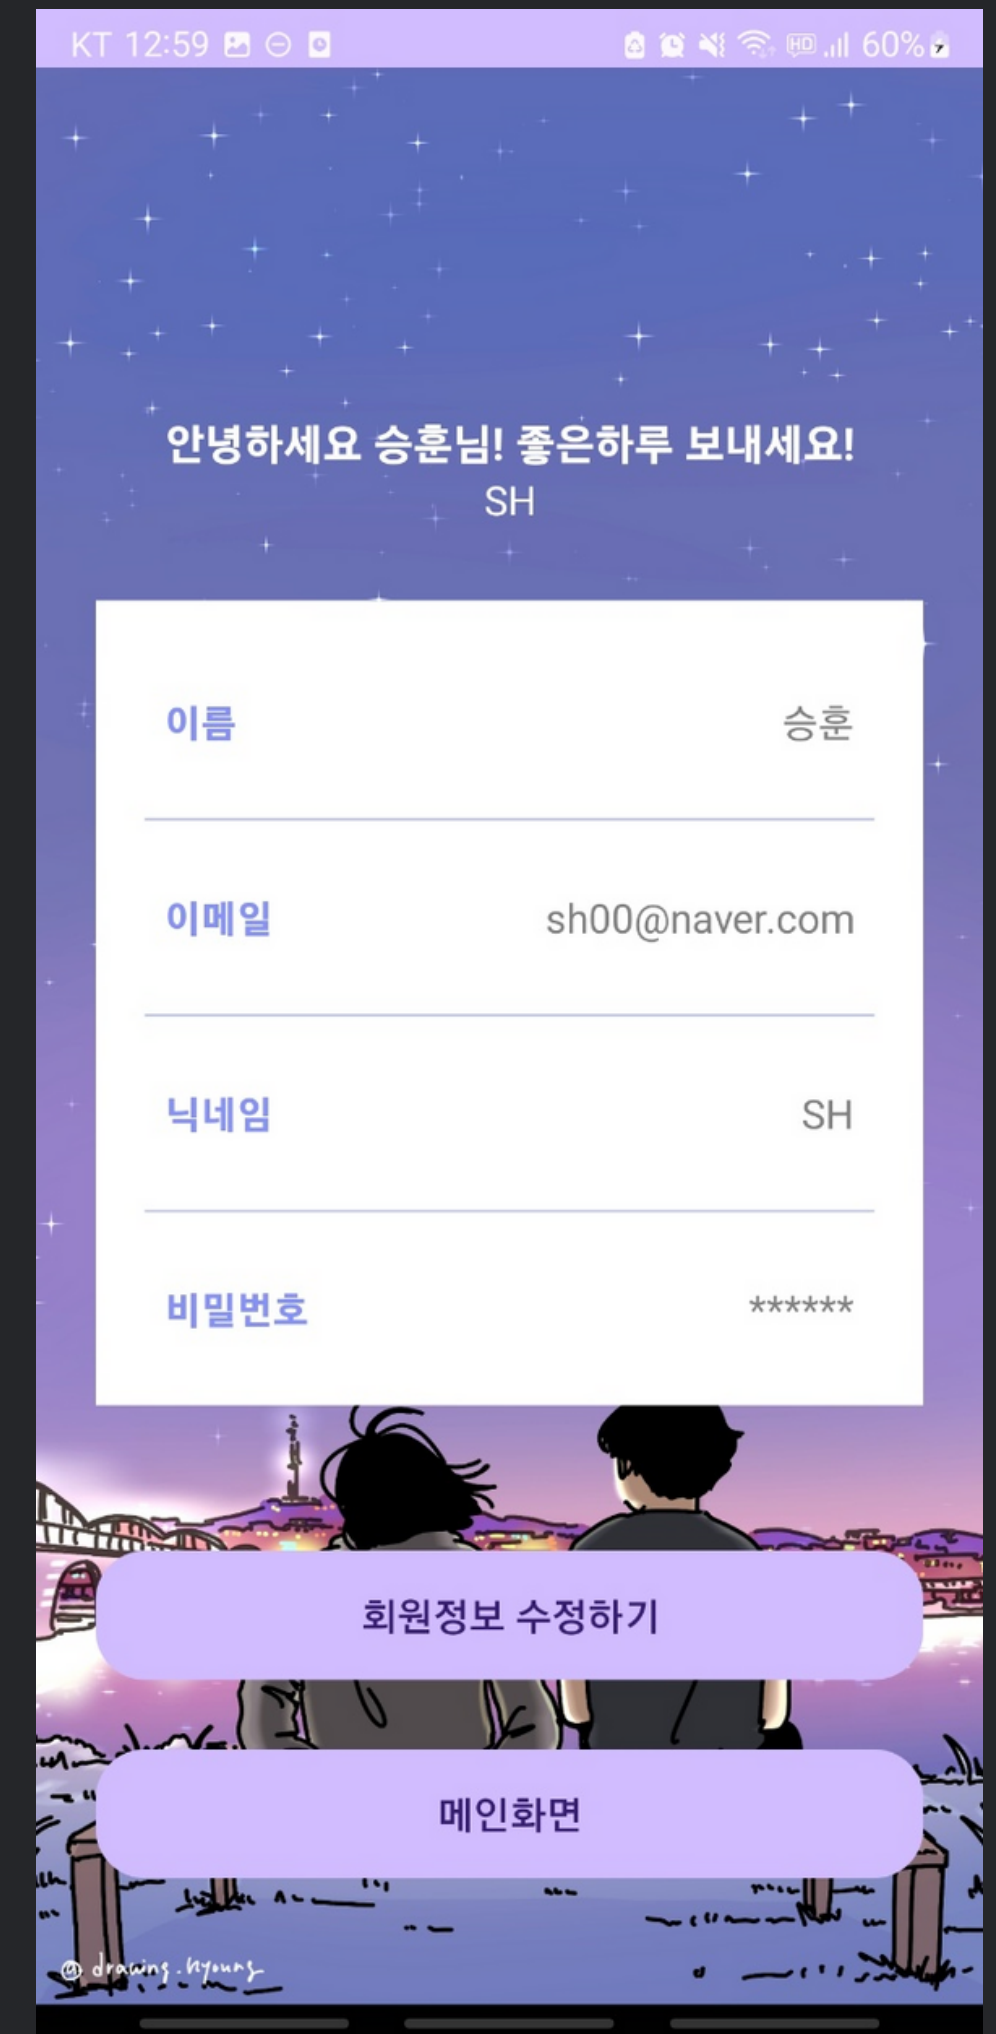 KT 12:59
HD 60%
안녕하세요 승훈님! 좋은하루 보내세요!
SH
이름 승훈
이메일 sh00@naver.com
닉네임 SH
비밀번호 ******
회원정보 수정하기
메인화면
@ drawing.hyoung